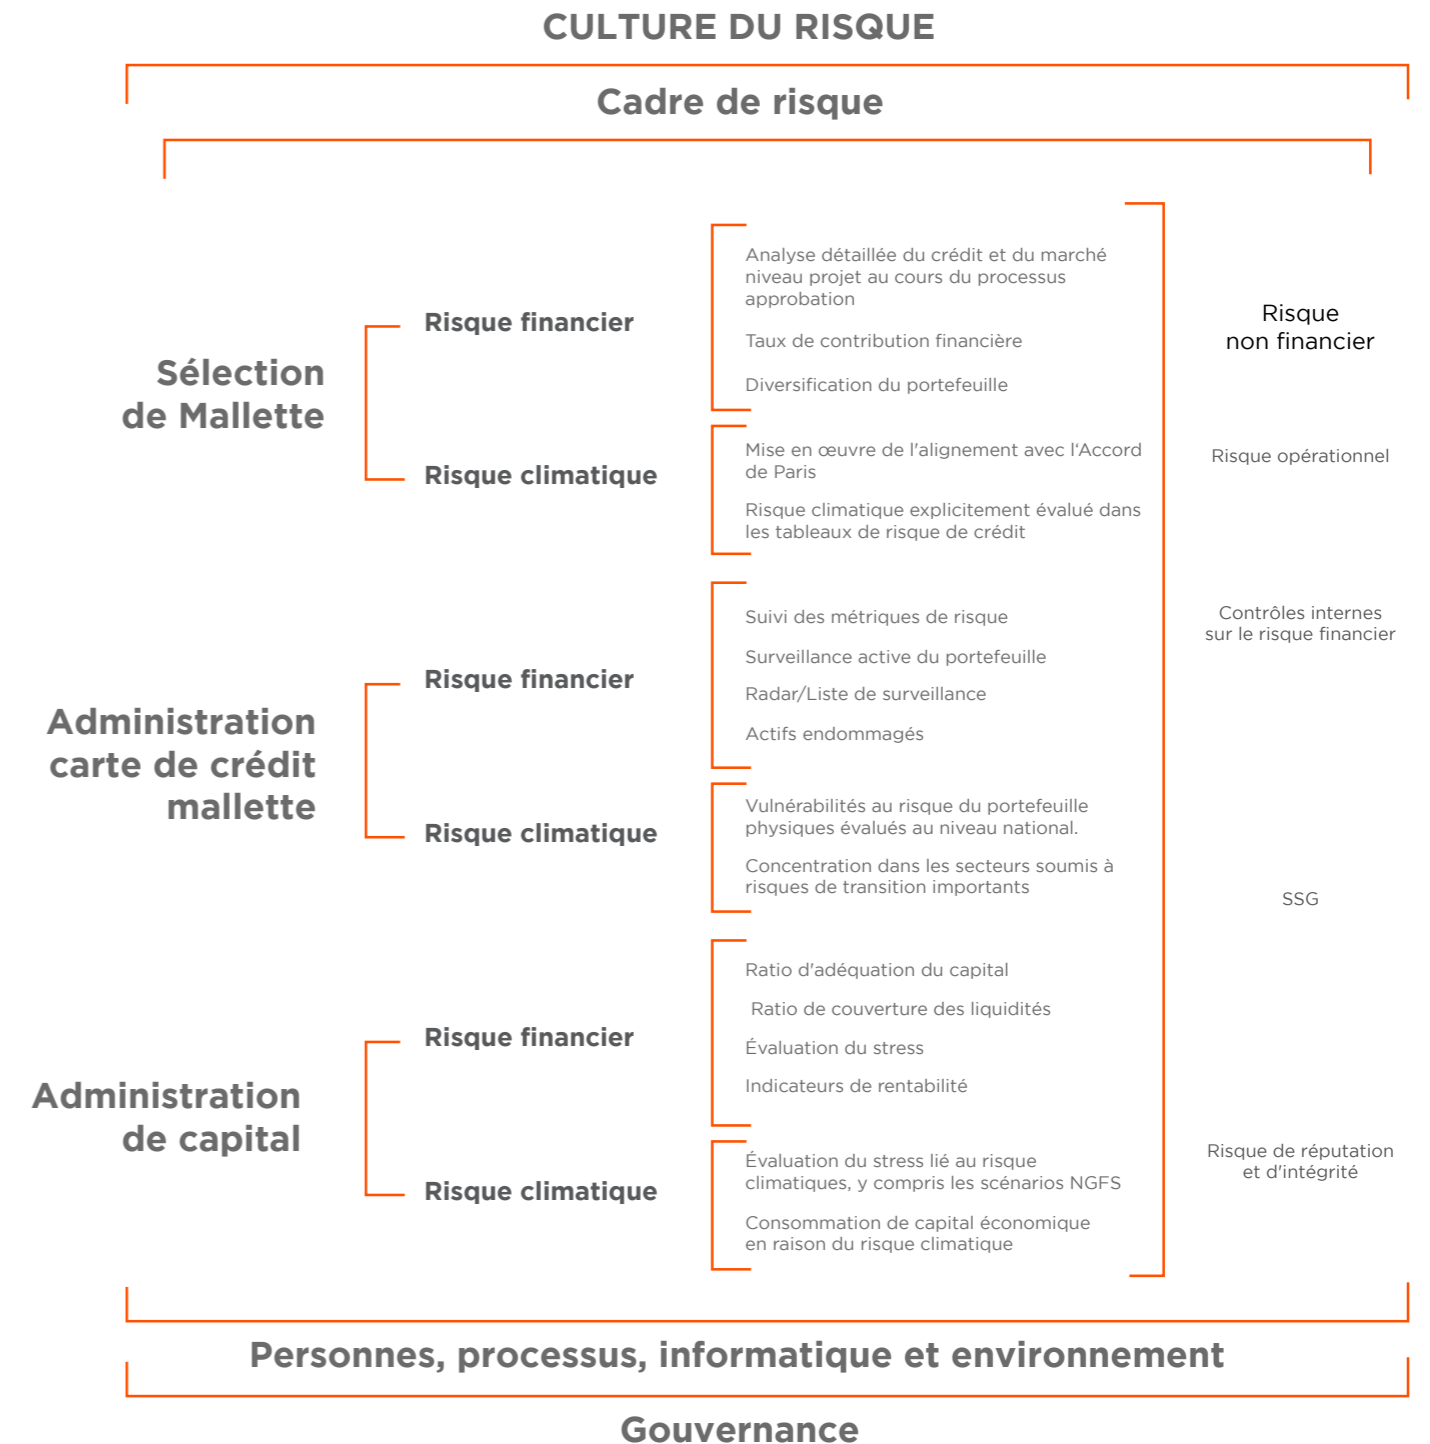 CULTURE DU RISQUE
Cadre de risque
Sélection
de Mallette
Risque financier
Analyse détaillée du crédit et du marché
niveau projet au cours du processus
approbation
Taux de contribution financière
Diversification du portefeuille
Risque climatique
Mise en œuvre de l'alignement avec l‘Accord
de Paris
Risque climatique explicitement évalué dans
les tableaux de risque de crédit
Administration
carte de crédit
mallette
Risque financier
Suivi des métriques de risque
Surveillance active du portefeuille
Radar/Liste de surveillance
Actifs endommagés
Risque climatique
Vulnérabilités au risque du portefeuille
physiques évalués au niveau national.
Concentration dans les secteurs soumis à
risques de transition importants
Administration
de capital
Risque financier
Ratio d'adéquation du capital
Ratio de couverture des liquidités
Évaluation du stress
Indicateurs de rentabilité
Risque climatique
Évaluation du stress lié au risque
climatiques, y compris les scénarios NGFS
Consommation de capital économique
en raison du risque climatique
Risque
non financier
Risque opérationnel
Contrôles internes
sur le risque financier
SSG
Risque de réputation
et d'intégrité
Personnes, processus, informatique et environnement
Gouvernance